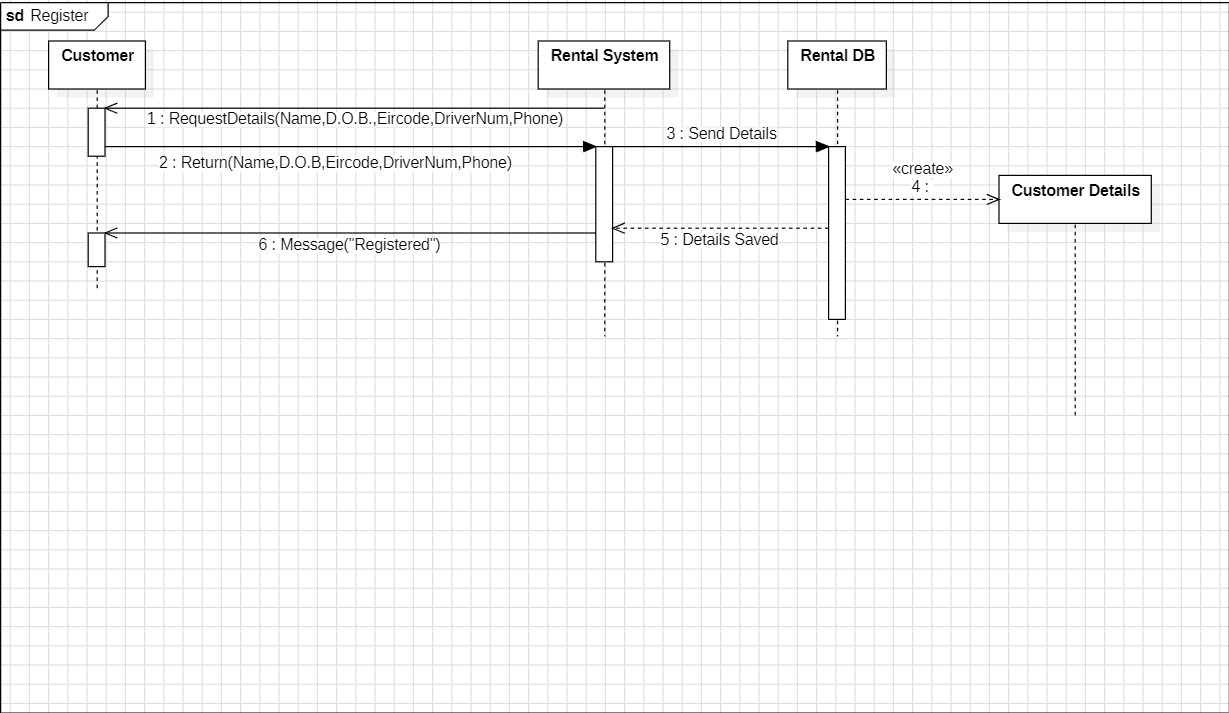 sd Register
Customer
Rental System
Rental DB
1 : RequestDetails(Name,D.O.B.,Eircode,DriverNum,Phone)
3 : Send Details
2 : Return(Name,D.O.B,Eircode,DriverNum,Phone)
«create»
4 :
Customer Details
6 : Message("Registered")
5 : Details Saved